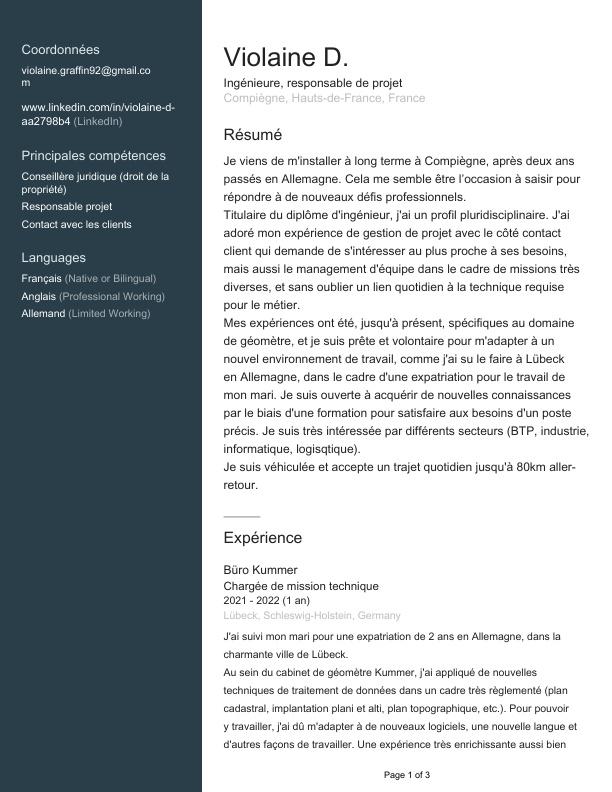 Coordonnées
violaine.graffin92@gmail.co
m
www.linkedin.com/in/violaine-d-
aa2798b4 (LinkedIn)
Principales compétences
Conseillère juridique (droit de la
propriété)
Responsable projet
Contact avec les clients
Languages
Français (Native or Bilingual)
Anglais (Professional Working)
Allemand (Limited Working)
Violaine D.
Ingénieure, responsable de projet
Compiègne, Hauts-de-France, France
Résumé
Je viens de m'installer à long terme à Compiègne, après deux ans
passés en Allemagne. Cela me semble être l'occasion à saisir pour
répondre à de nouveaux défis professionnels.
Titulaire du diplôme d'ingénieur, j'ai un profil pluridisciplinaire. J'ai
adoré mon expérience de gestion de projet avec le côté contact
client qui demande de s'intéresser au plus proche à ses besoins,
mais aussi le management d'équipe dans le cadre de missions très
diverses, et sans oublier un lien quotidien à la technique requise
pour le métier.
Mes expériences ont été, jusqu'à présent, spécifiques au domaine
de géomètre, et je suis prête et volontaire pour m'adapter à un
nouvel environnement de travail, comme j'ai su le faire à Lübeck
en Allemagne, dans le cadre d'une expatriation pour le travail de
mon mari. Je suis ouverte à acquérir de nouvelles connaissances
par le biais d'une formation pour satisfaire aux besoins d'un poste
précis. Je suis très intéressée par différents secteurs (BTP, industrie,
informatique, logisqtique).
Je suis véhiculée et accepte un trajet quotidien jusqu'à 80km aller-
retour.
Expérience
Büro Kummer
Chargée de mission technique
2021 - 2022 (1 an)
Lübeck, Schleswig-Holstein, Germany
J'ai suivi mon mari pour une expatriation de 2 ans en Allemagne, dans la
charmante ville de Lübeck.
Au sein du cabinet de géomètre Kummer, j'ai appliqué de nouvelles
techniques de traitement de données dans un cadre très règlementé (plan
cadastral, implantation plani et alti, plan topographique, etc.). Pour pouvoir
y travailler, j'ai dû m'adapter à de nouveaux logiciels, une nouvelle langue et
d'autres façons de travailler. Une expérience très enrichissante aussi bien
Page 1 of 3